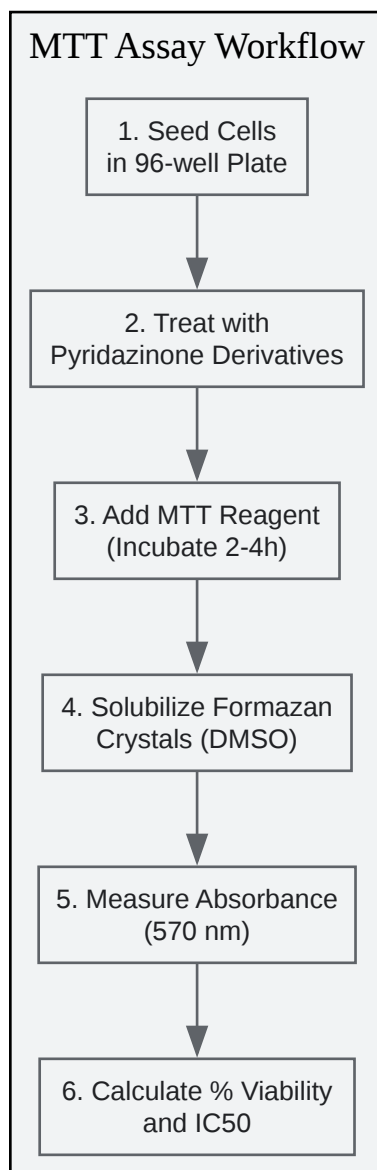 MTT Assay Workflow
1. Seed Cells
in 96-well Plate
2. Treat with
Pyridazinone Derivatives
3. Add MTT Reagent
(Incubate 2-4h)
4. Solubilize Formazan
Crystals (DMSO)
5. Measure Absorbance
(570 nm)
6. Calculate % Viability
and IC50